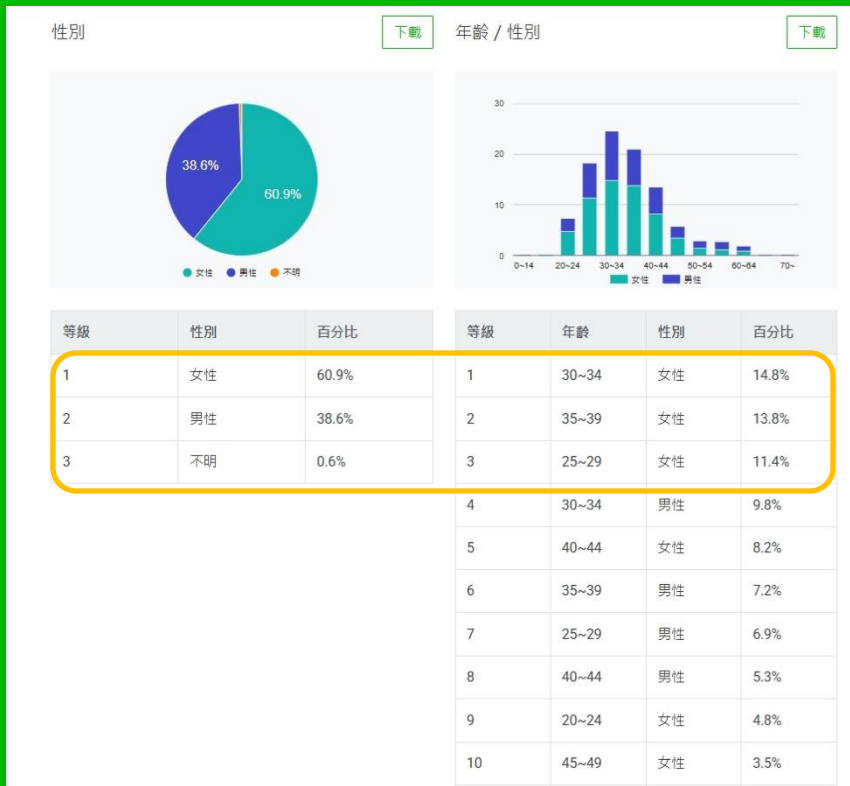 性別
下載
38.6%
60.9%
女性 男性 不明
等級 性別 百分比
1 女性 60.9%
2 男性 38.6%
3 不明 0.6%
年齡 / 性別
下載
30
20
10
0
0~14 20~24 30~34 40~44 50~54 60~64 70~
女性 男性
等級 年齡 性別 百分比
1 30~34 女性 14.8%
2 35~39 女性 13.8%
3 25~29 女性 11.4%
4 30~34 男性 9.8%
5 40~44 女性 8.2%
6 35~39 男性 7.2%
7 25~29 男性 6.9%
8 40~44 男性 5.3%
9 20~24 女性 4.8%
10 45~49 女性 3.5%